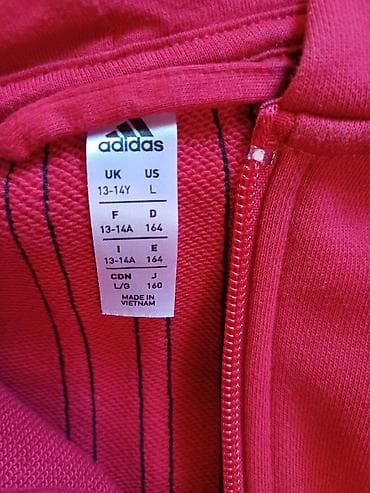 adidas
UK US
13-14Y L
F D
13-14A 164
I E
13-14A 164
CDN J
L/G 160
MADE IN
VIETNAM